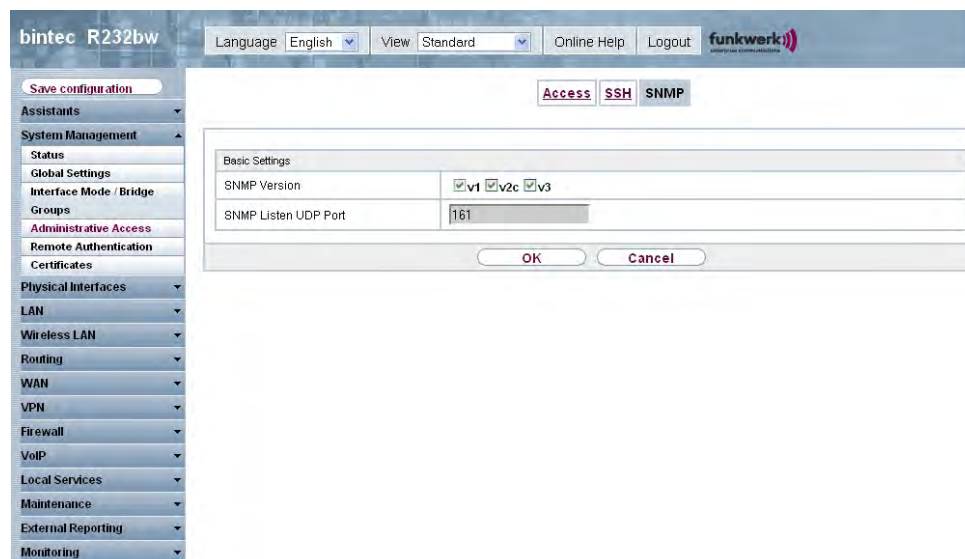 bintec R232bw
Language English View Standard Online Help Logout funkwerk
Save configuration
Access SSH SNMP
Assistants
System Management
Status
Global Settings
Interface Mode / Bridge
Groups
Administrative Access
Remote Authentication
Certificates
Physical Interfaces
LAN
Wireless LAN
Routing
WAN
VPN
Firewall
VoIP
Local Services
Maintenance
External Reporting
Monitoring
Basic Settings
SNMP Version v1 v2c v3
SNMP Listen UDP Port 161
OK Cancel